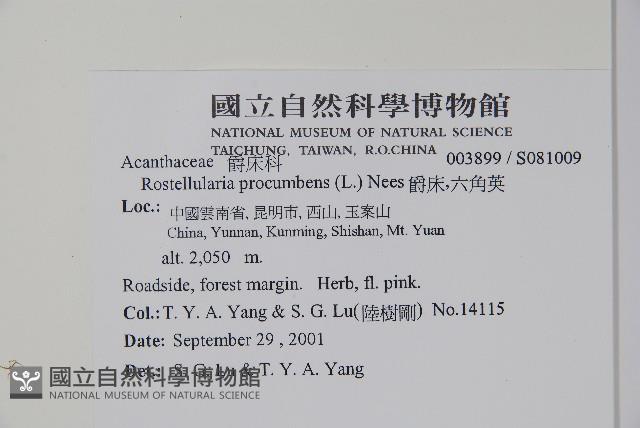 國立自然科學博物館
NATIONAL MUSEUM OF NATURAL SCIENCE
TAICHUNG, TAIWAN, R.O.CHINA
Acanthaceae 爵床科 003899 / S081009
Rostellularia procumbens (L.) Nees 爵床,六角英
Loc.: 中國雲南省, 昆明市, 西山, 玉案山
China, Yunnan, Kunming, Shishan, Mt. Yuan
alt. 2,050 m.
Roadside, forest margin. Herb, fl. pink.
Col.: T. Y. A. Yang & S. G. Lu(陸樹剛) No.14115
Date: September 29 , 2001
Det.: S. G. Lu & T. Y. A. Yang
國立自然科學博物館
NATIONAL MUSEUM OF NATURAL SCIENCE